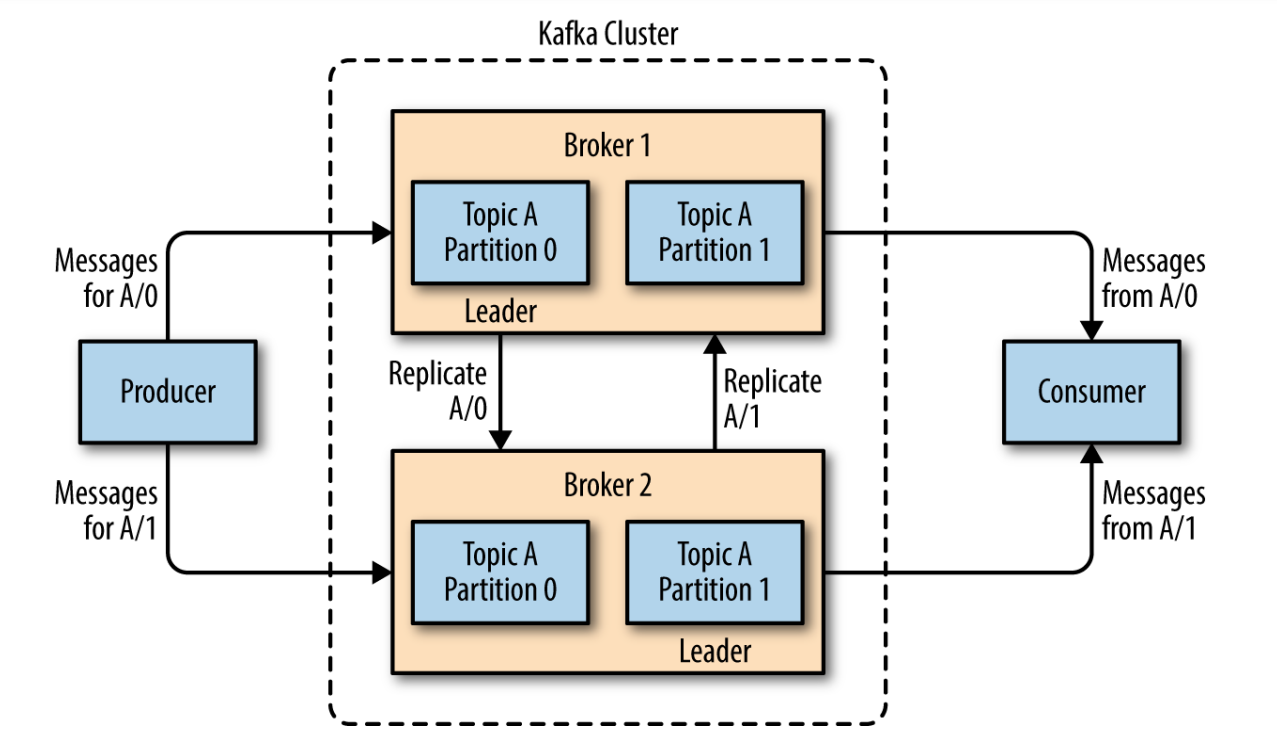 Kafka Cluster
Broker 1
Topic A
Partition 0
Topic A
Partition 1
Leader
Messages
for A/0
Messages
from A/0
Producer
Replicate
A/0
Replicate
A/1
Consumer
Messages
for A/1
Messages
from A/1
Broker 2
Topic A
Partition 0
Topic A
Partition 1
Leader